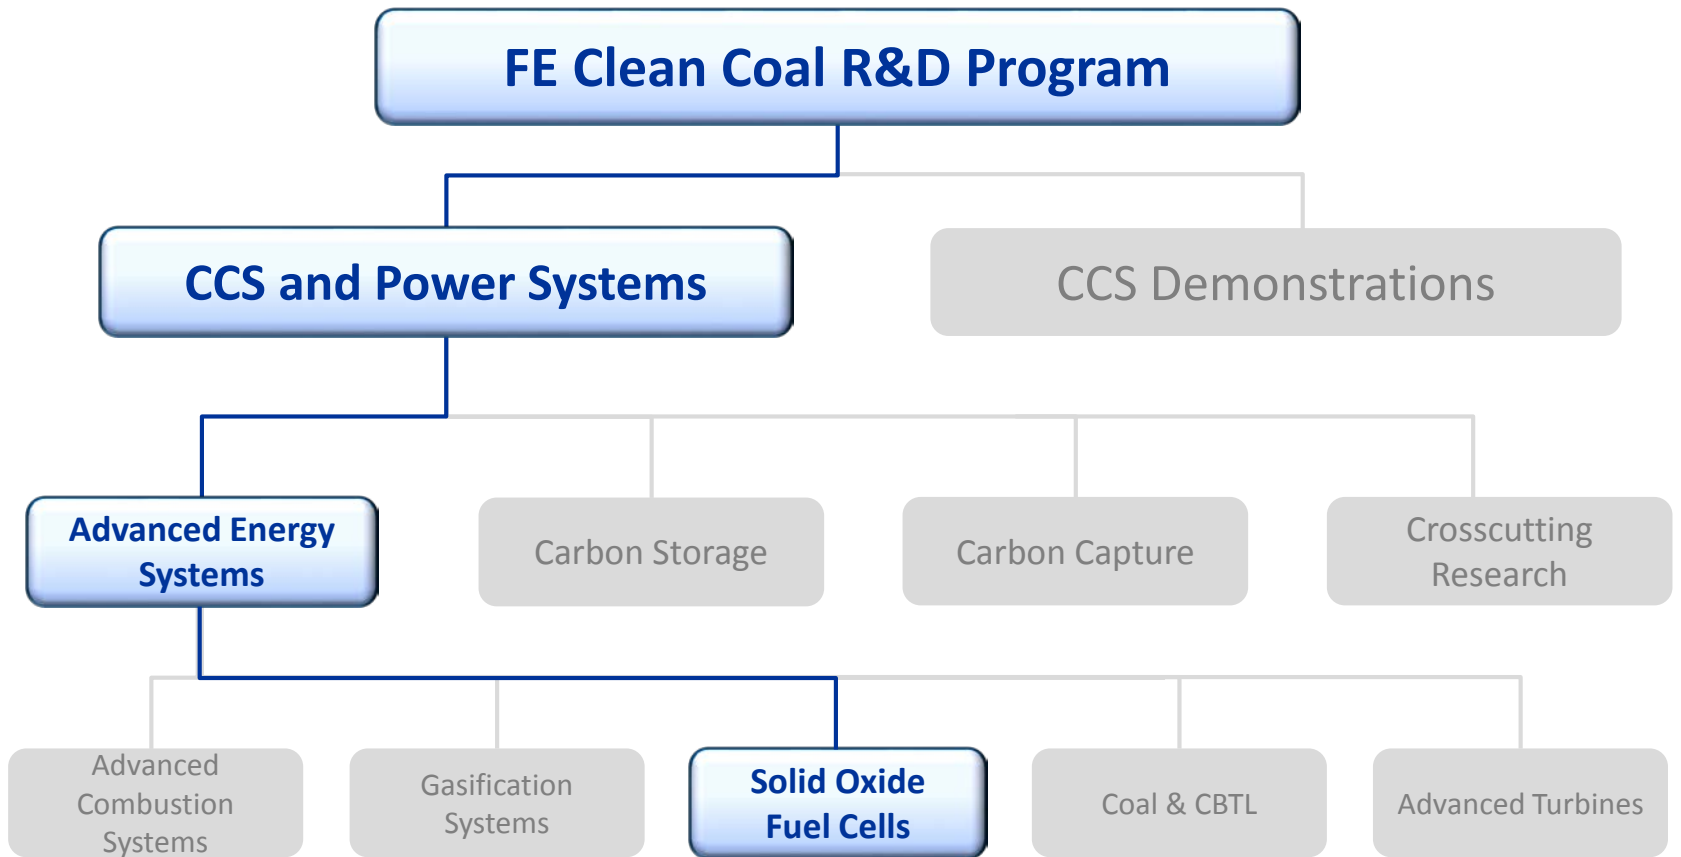 FE Clean Coal R&D Program
CCS and Power Systems
CCS Demonstrations
Advanced Energy
Systems
Carbon Storage
Carbon Capture
Crosscutting
Research
Advanced
Combustion
Systems
Gasification
Systems
Solid Oxide
Fuel Cells
Coal & CBTL
Advanced Turbines